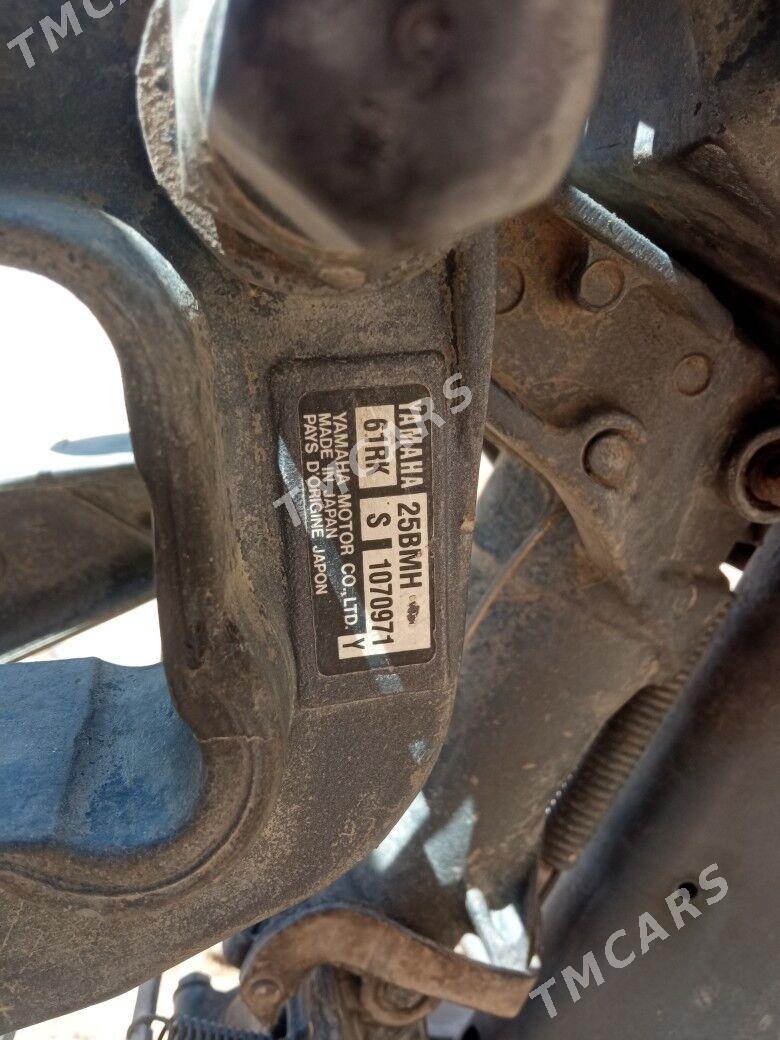 TMCARS
YAMAHA 25BMH
61RK S 1070971
YAMAHA MOTOR CO.,LTD. Y
MADE IN JAPAN
PAYS D'ORIGINE JAPON
TMCARS
TMCARS